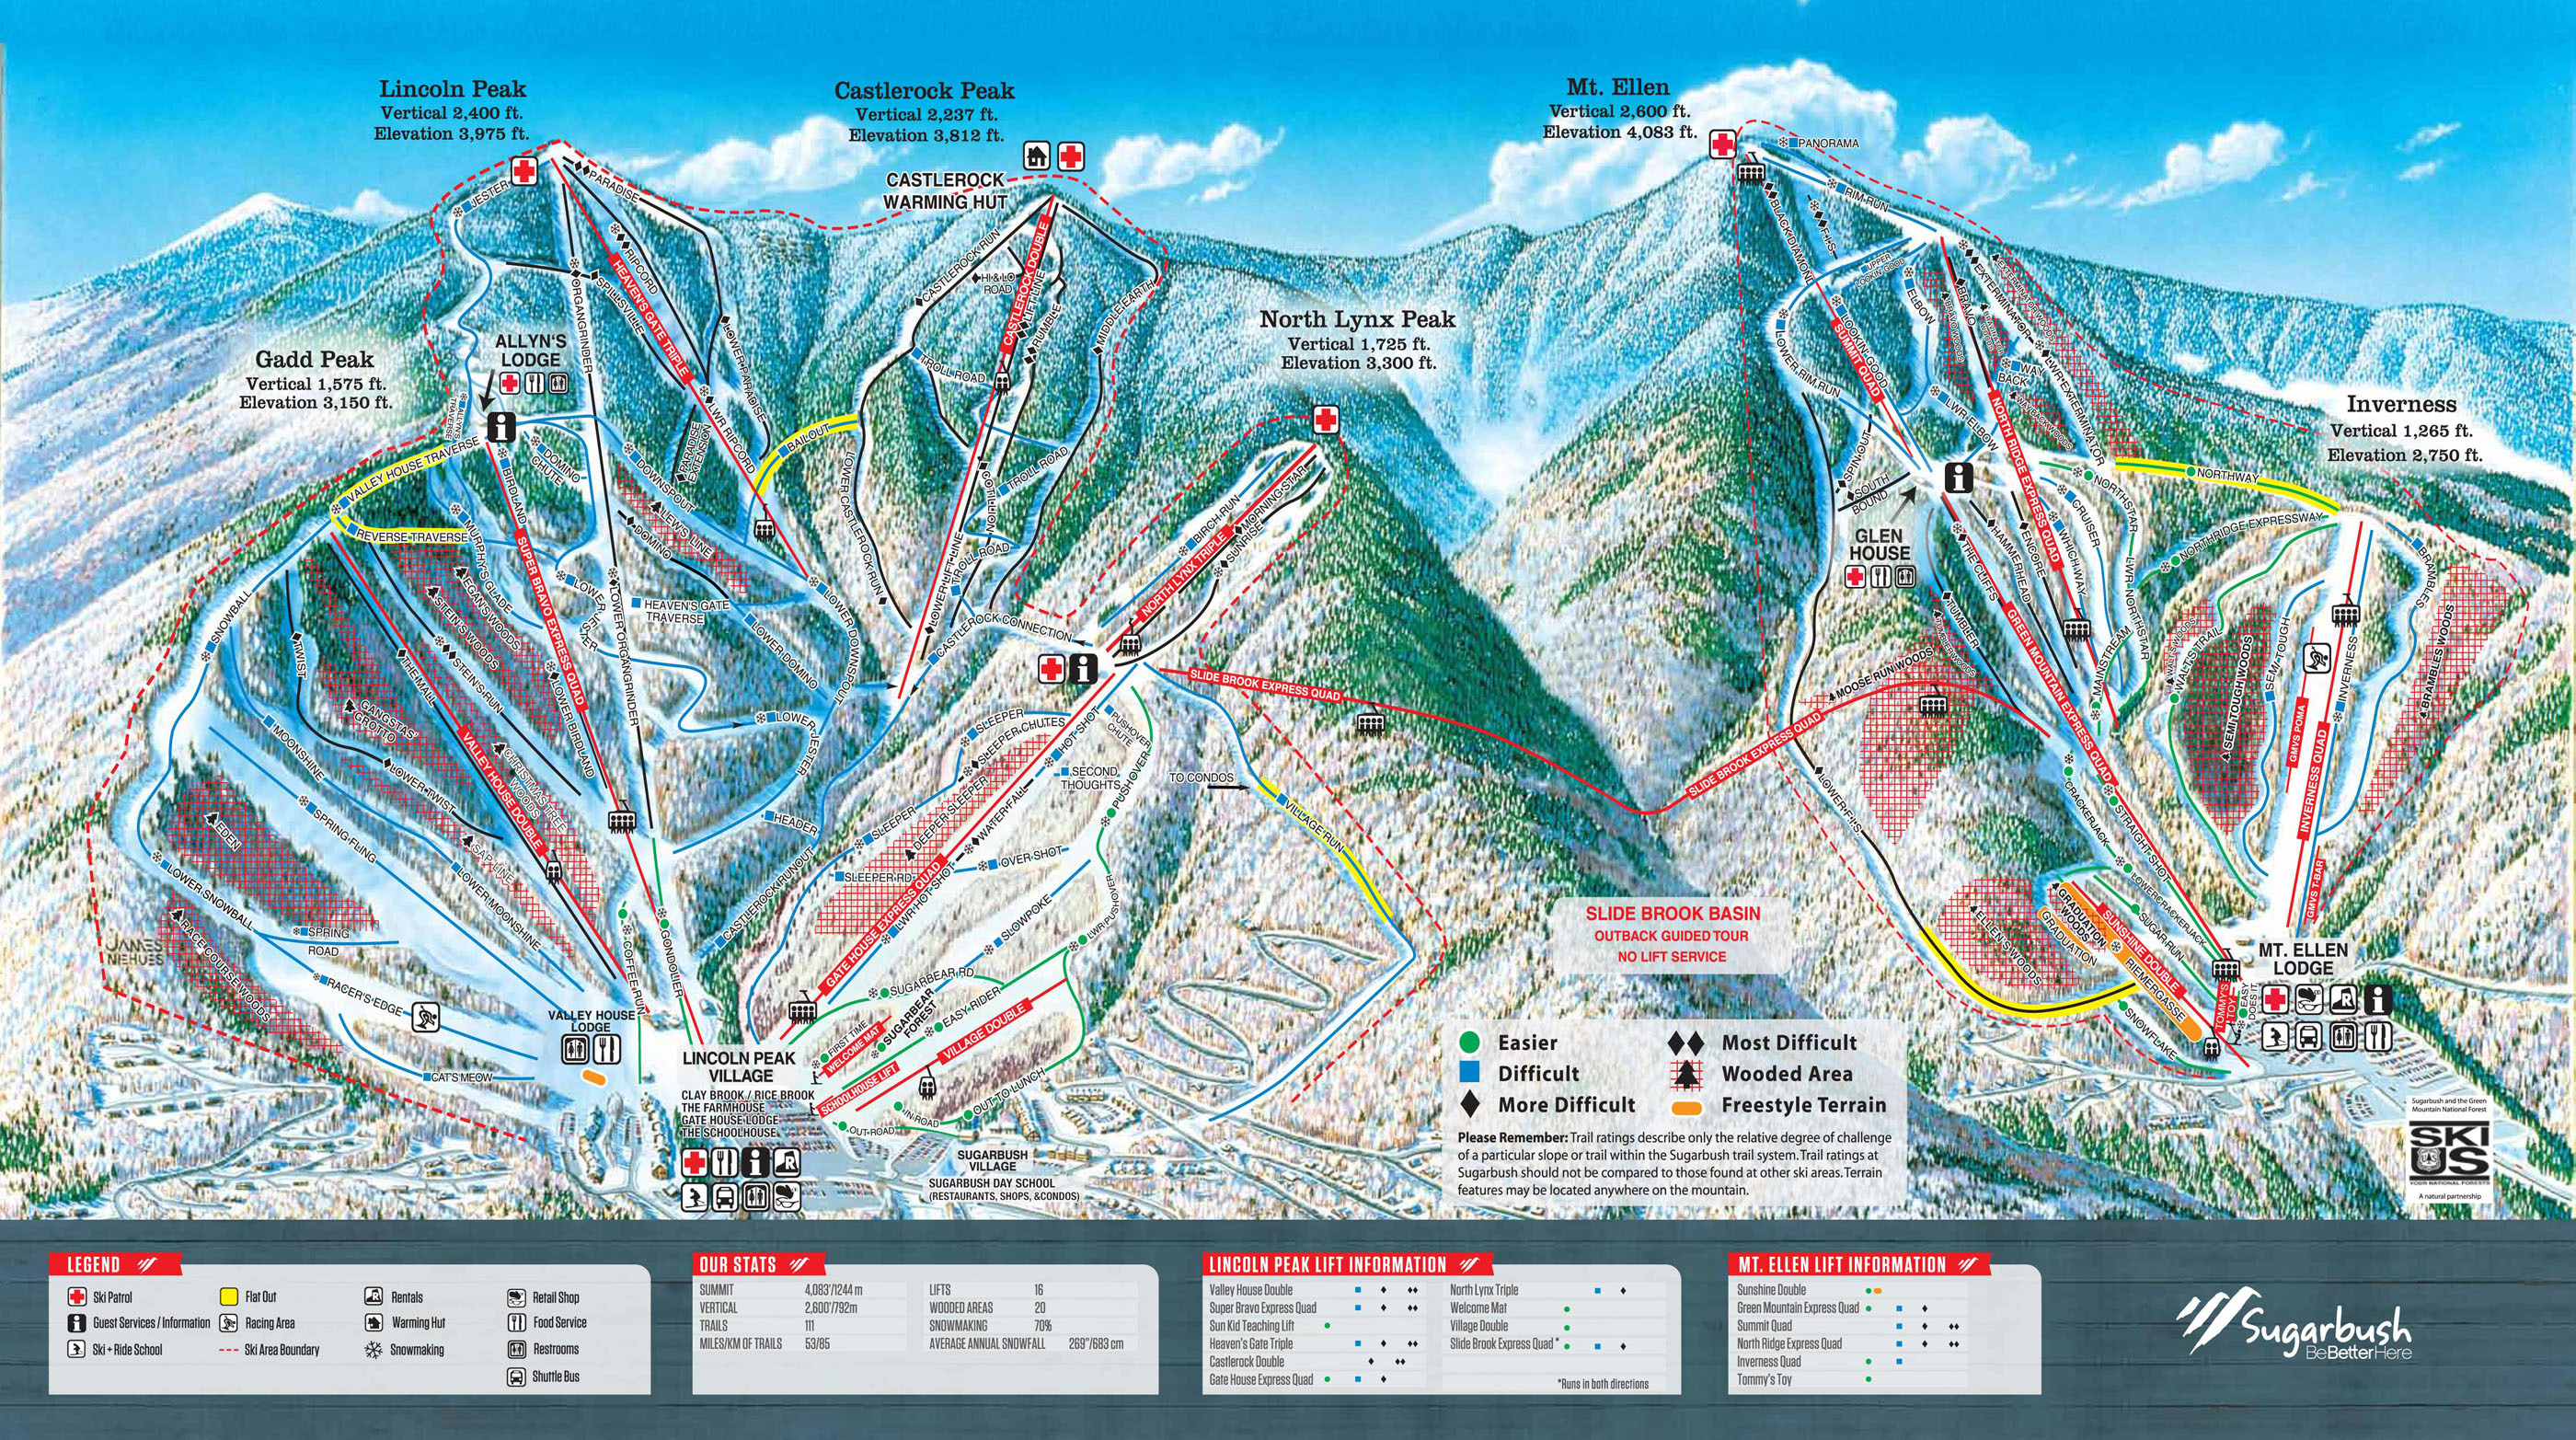 Lincoln Peak
Vertical 2,400 ft.
Elevation 3,975 ft.
Castlerock Peak
Vertical 2,237 ft.
Elevation 3,812 ft.
CASTLEROCK
WARMING HUT
Mt. Ellen
Vertical 2,600 ft.
Elevation 4,083 ft.
North Lynx Peak
Vertical 1,725 ft.
Elevation 3,300 ft.
Gadd Peak
Vertical 1,575 ft.
Elevation 3,150 ft.
Inverness
Vertical 1,265 ft.
Elevation 2,750 ft.
ALLYN'S
LODGE
JESTER
PARADISE
RIPCORD
HEAVEN'S GATE TRIPLE
ORGANGRINDER
SPILLSVILLE
LOWER PARADISE
LWR RIPCORD
PARADISE
EXTENSION
BAILOUT
ALLYN'S
TRAVERSE
VALLEY HOUSE TRAVERSE
REVERSE TRAVERSE
BIRDLAND
DOMINO
CHUTE
DOWNSPOUT
LEW'S LINE
DOMINO
SUPER BRAVO EXPRESS QUAD
MURPHY'S GLADE
EGAN'S WOODS
STEIN'S WOODS
STEIN'S RUN
LOWER
JESTER
HEAVEN'S GATE
TRAVERSE
LOWER ORGANGRINDER
LOWER DOMINO
LOWER DOWNSPOUT
LOWER
JESTER
SNOWBALL
TWIST
THE MALL
GANGSTA'S
GROTTO
LOWER BIRDLAND
MOONSHINE
LOWER TWIST
VALLEY HOUSE DOUBLE
CHRISTMAS TREE
WOODS
SPRING FLING
SAP LINE
LOWER MOONSHINE
EDEN
LOWER SNOWBALL
SPRING
ROAD
RACE COURSE WOODS
RACER'S EDGE
CAT'S MEOW
JAMES
NIEHUES
VALLEY HOUSE
LODGE
COFFEE RUN
GONDOLIER
HEADER
CASTLEROCK RUNOUT
CASTLEROCK RUN
HI & LO
ROAD
CASTLEROCK DOUBLE
LIFT LINE
RUMBLE
MIDDLE EARTH
TROLL ROAD
LOWER CASTLEROCK RUN
COTILLION
TROLL ROAD
TROLL ROAD
LOWER LIFT LINE
CASTLEROCK CONNECTION
BIRCH RUN
NORTH LYNX TRIPLE
MORNING STAR
SUNRISE
SLIDE BROOK EXPRESS QUAD
SLEEPER
SLEEPER CHUTES
HOT SHOT
PUSHOVER
CHUTE
SECOND
THOUGHTS
PUSHOVER
TO CONDOS
VILLAGE RUN
SLEEPER
DEEPER SLEEPER
WATERFALL
SLEEPER RD
OVER SHOT
GATE HOUSE EXPRESS QUAD
LWR HOT SHOT
SLOWPOKE
LWR PUSHOVER
PUSHOVER
SUGARBEAR RD
SUGARBEAR
FOREST
EASY RIDER
FIRST TIME
WELCOME MAT
VILLAGE DOUBLE
SCHOOLHOUSE LIFT
OUT TO LUNCH
IN ROAD
OUT ROAD
LINCOLN PEAK
VILLAGE
CLAY BROOK / RICE BROOK
THE FARMHOUSE
GATE HOUSE LODGE
THE SCHOOLHOUSE
SUGARBUSH
VILLAGE
SUGARBUSH DAY SCHOOL
(RESTAURANTS, SHOPS, &CONDOS)
PANORAMA
RIM RUN
BLACK DIAMOND
F.I.S.
UPPER
LOOKIN' GOOD
ELBOW
LOOKIN' GOOD
SUMMIT QUAD
LOWER RIM RUN
BRAVO
BRAVO WOODS
EXTERMINATOR
EXTERMINATOR WOODS
LWR EXTERMINATOR
WAY
BACK
LWR ELBOW
NORTH RIDGE EXPRESS QUAD
SPIN OUT
SOUTH
BOUND
GLEN
HOUSE
NORTHWAY
NORTHSTAR
CRUISER
WHICH WAY
LWR NORTHSTAR
NORTHRIDGE EXPRESSWAY
ENCORE
HAMMERHEAD
THE CLIFFS
TUMBLER
GREEN MOUNTAIN EXPRESS QUAD
MAINSTREAM
MOOSE RUN WOODS
SLIDE BROOK EXPRESS QUAD
WALT'S WOODS
WALT'S TRAIL
SEMI TOUGH WOODS
SEMI-TOUGH
INVERNESS
BRAMBLES
BRAMBLES WOODS
GMVS POMA
INVERNESS QUAD
GMVS T-BAR
LOWER F.I.S.
CRACKERJACK
STRAIGHT SHOT
LOWER CRACKERJACK
SUGAR RUN
GRADUATION
WOODS
GRADUATION
SUNSHINE DOUBLE
RIEMERGASSE
ELLEN'S WOODS
SNOWFLAKE
TOMMY'S
TOY
EASY
DOES IT
MT. ELLEN
LODGE
SLIDE BROOK BASIN
OUTBACK GUIDED TOUR
NO LIFT SERVICE
Easier
Difficult
More Difficult
Most Difficult
Wooded Area
Freestyle Terrain
Please Remember: Trail ratings describe only the relative degree of challenge
of a particular slope or trail within the Sugarbush trail system. Trail ratings at
Sugarbush should not be compared to those found at other ski areas. Terrain
features may be located anywhere on the mountain.
Sugarbush and the Green
Mountain National Forest
SKI
US
YOUR NATIONAL FORESTS
A natural partnership
LEGEND
Ski Patrol
Guest Services / Information
Ski + Ride School
Flat Out
Racing Area
Ski Area Boundary
Rentals
Warming Hut
Snowmaking
Retail Shop
Food Service
Restrooms
Shuttle Bus
OUR STATS
SUMMIT 4,083'/1244 m
VERTICAL 2,600'/792m
TRAILS 111
MILES/KM OF TRAILS 53/85
LIFTS 16
WOODED AREAS 20
SNOWMAKING 70%
AVERAGE ANNUAL SNOWFALL 269"/683 cm
LINCOLN PEAK LIFT INFORMATION
Valley House Double
Super Bravo Express Quad
Sun Kid Teaching Lift
Heaven's Gate Triple
Castlerock Double
Gate House Express Quad
North Lynx Triple
Welcome Mat
Village Double
Slide Brook Express Quad *
*Runs in both directions
MT. ELLEN LIFT INFORMATION
Sunshine Double
Green Mountain Express Quad
Summit Quad
North Ridge Express Quad
Inverness Quad
Tommy's Toy
Sugarbush
BeBetterHere